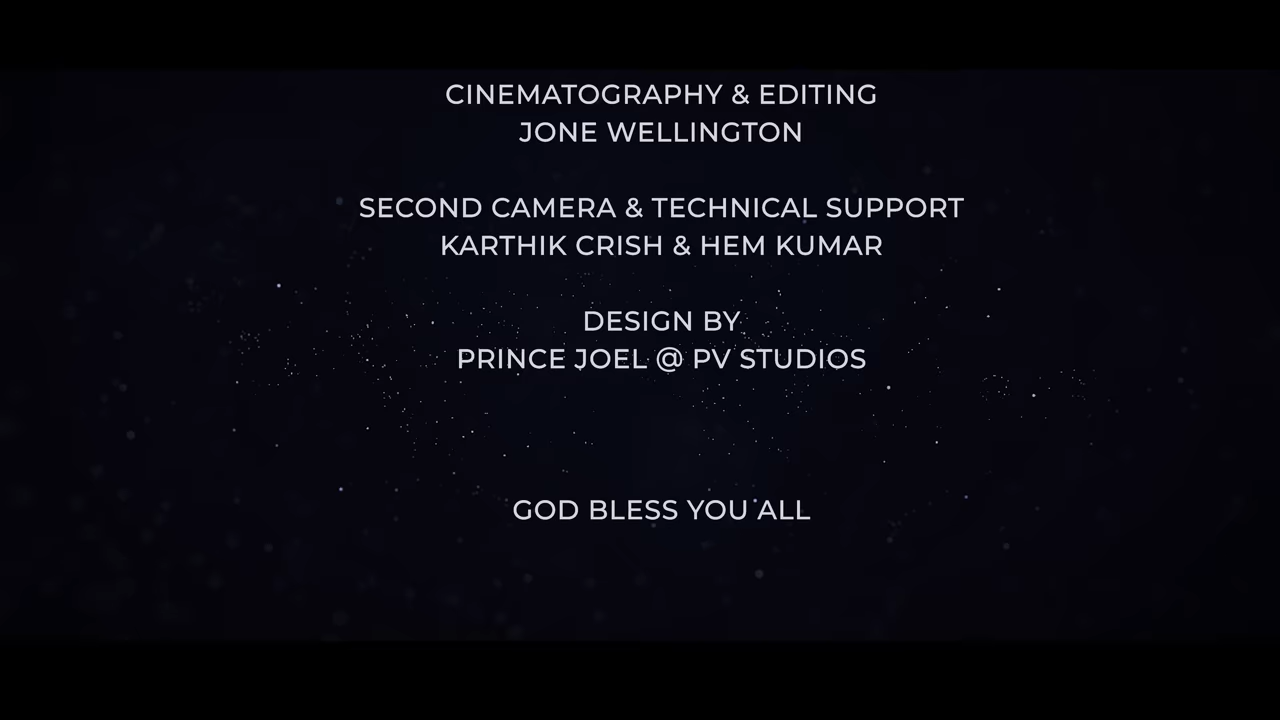 CINEMATOGRAPHY & EDITING
JONE WELLINGTON
SECOND CAMERA & TECHNICAL SUPPORT
KARTHIK CRISH & HEM KUMAR
DESIGN BY
PRINCE JOEL @ PV STUDIOS
GOD BLESS YOU ALL